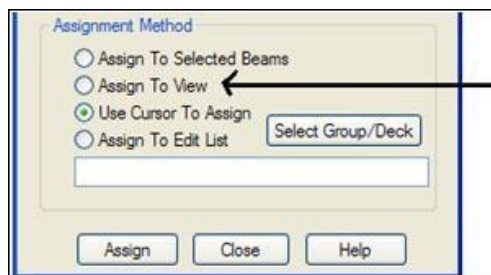 Assignment Method
Assign To Selected Beams
Assign To View
Use Cursor To Assign
Assign To Edit List
Select Group/Deck
Assign
Close
Help